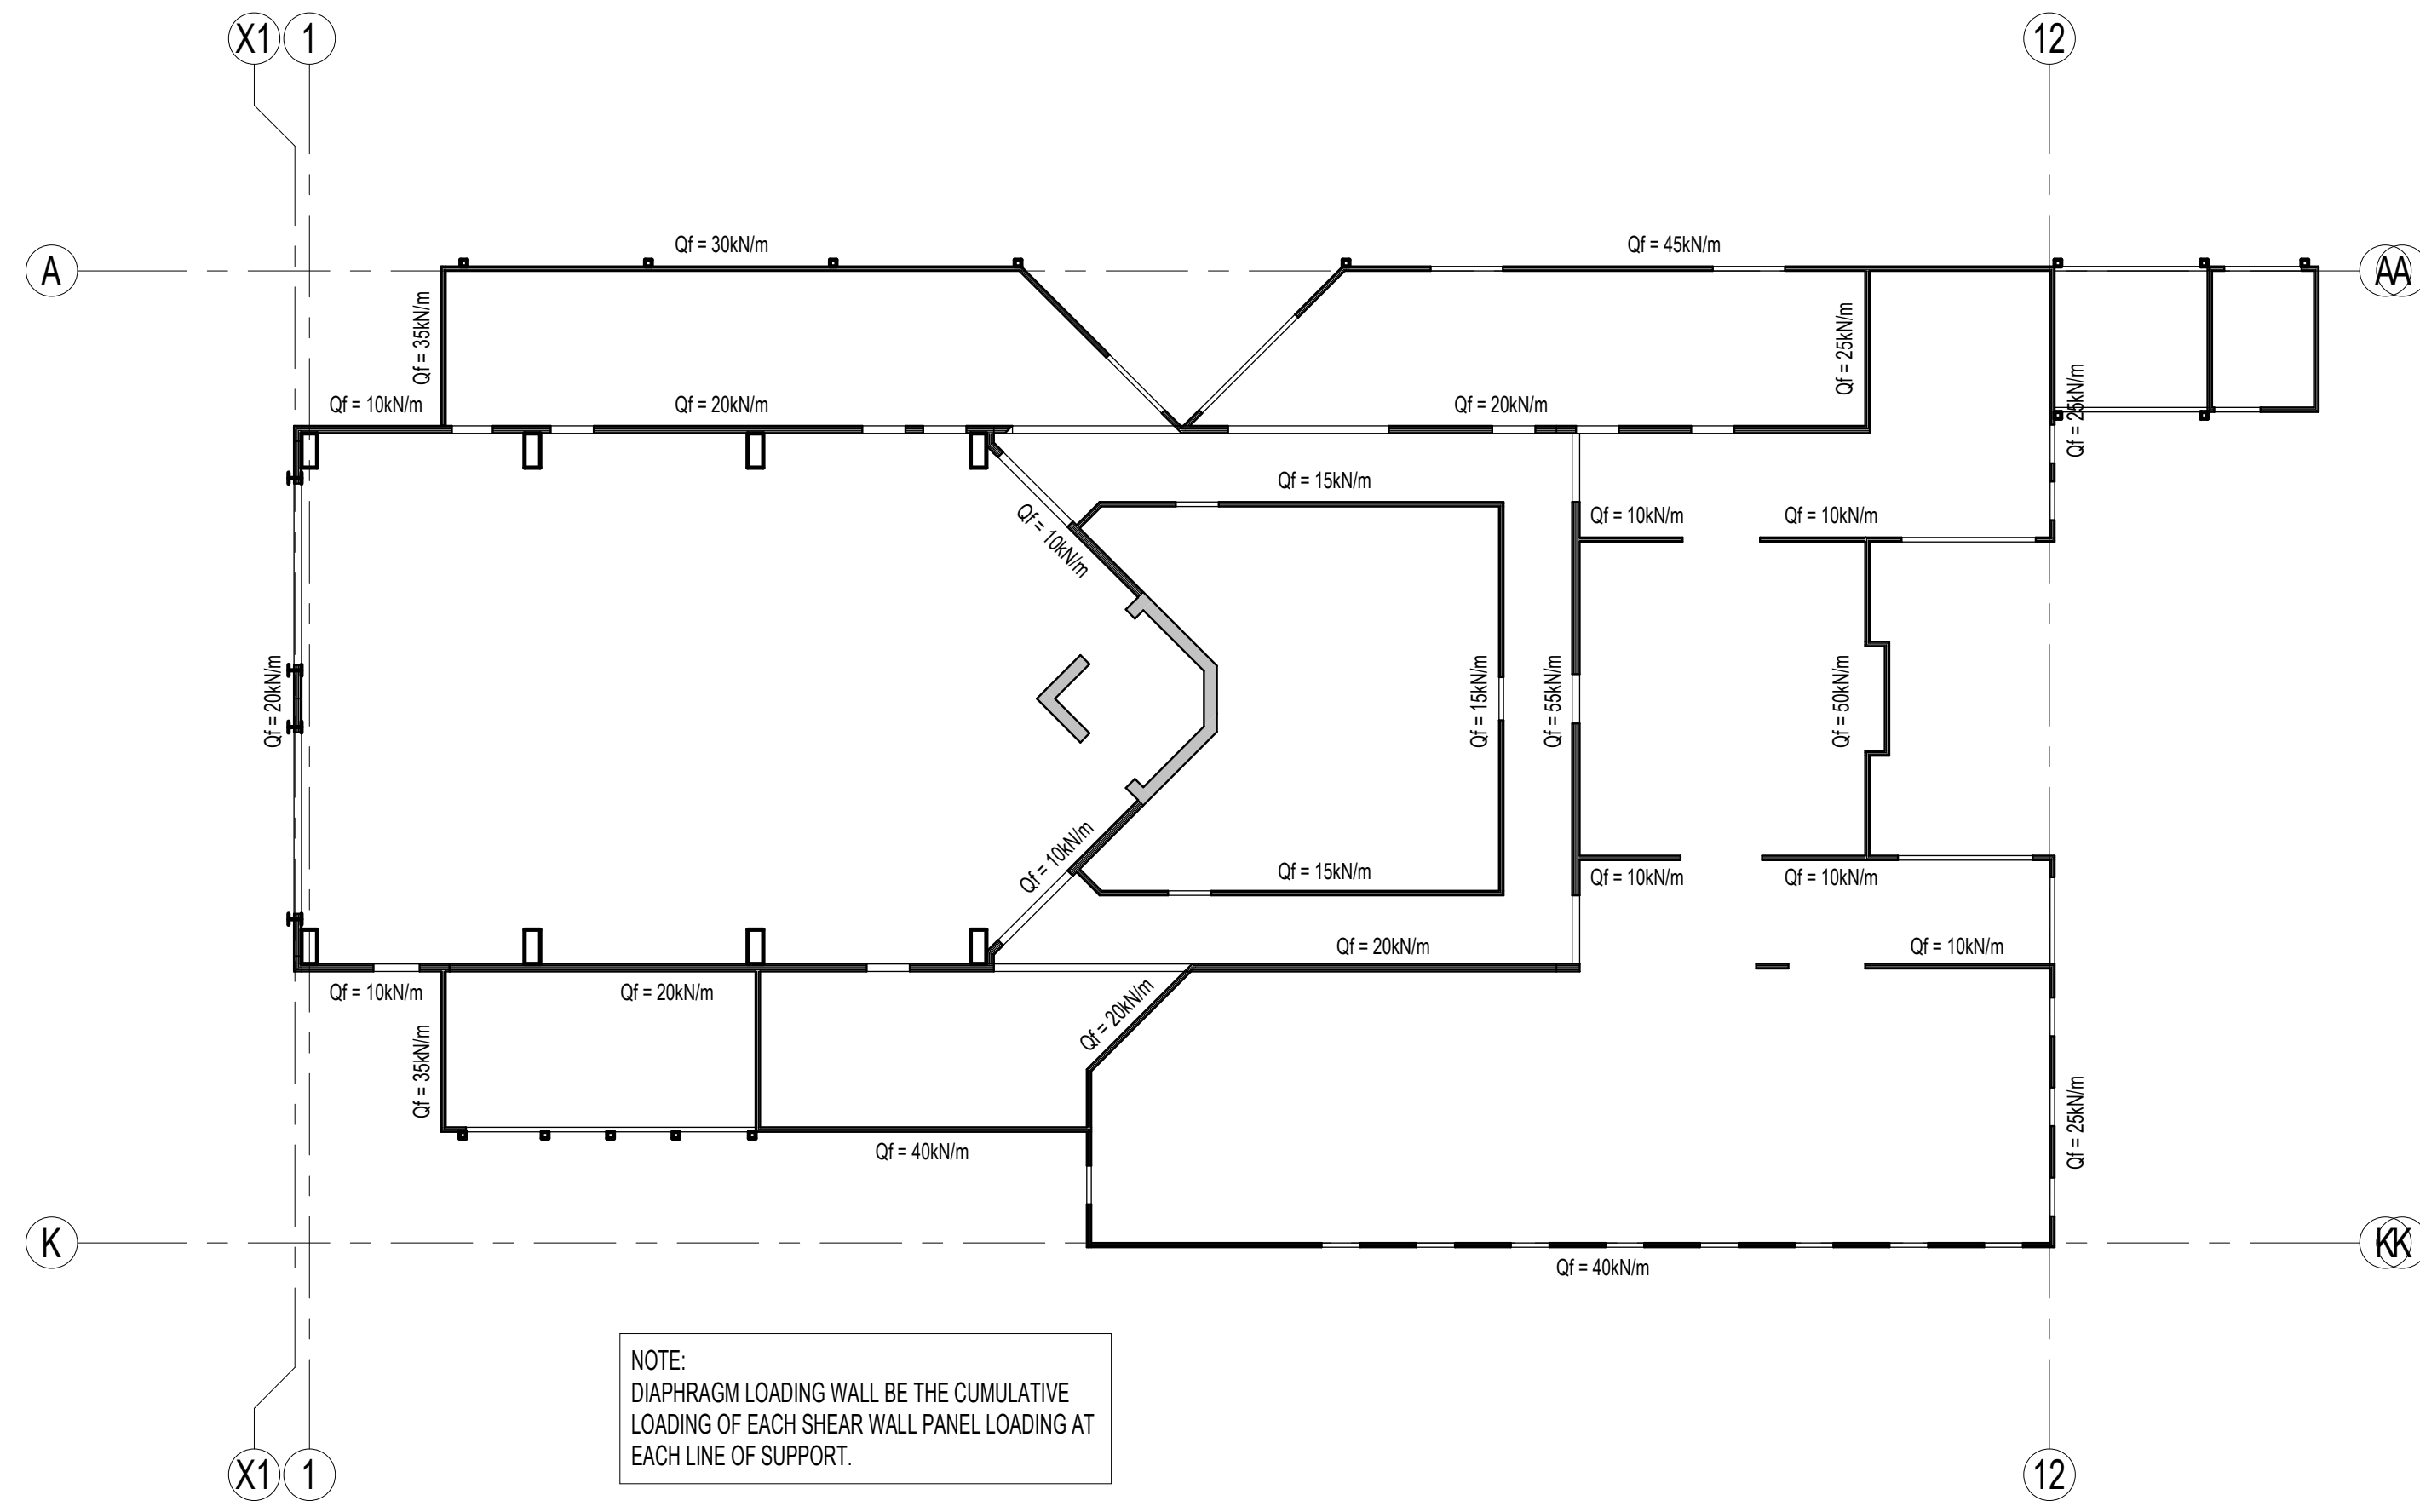 X1
1
12
Qf = 30kN/m
Qf = 45kN/m
A
A
AA
Qf = 35kN/m
Qf = 25kN/m
Qf = 10kN/m
Qf = 20kN/m
Qf = 20kN/m
Qf = 25kN/m
Qf = 15kN/m
Qf = 10kN/m
Qf = 10kN/m
Qf = 10kN/m
Qf = 20kN/m
Qf = 15kN/m
Qf = 55kN/m
Qf = 50kN/m
Qf = 10kN/m
Qf = 15kN/m
Qf = 10kN/m
Qf = 10kN/m
Qf = 20kN/m
Qf = 10kN/m
Qf = 10kN/m
Qf = 20kN/m
Qf = 20kN/m
Qf = 35kN/m
Qf = 25kN/m
Qf = 40kN/m
K
K
KK
Qf = 40kN/m
NOTE:
DIAPHRAGM LOADING WALL BE THE CUMULATIVE
LOADING OF EACH SHEAR WALL PANEL LOADING AT
EACH LINE OF SUPPORT.
X1
1
12